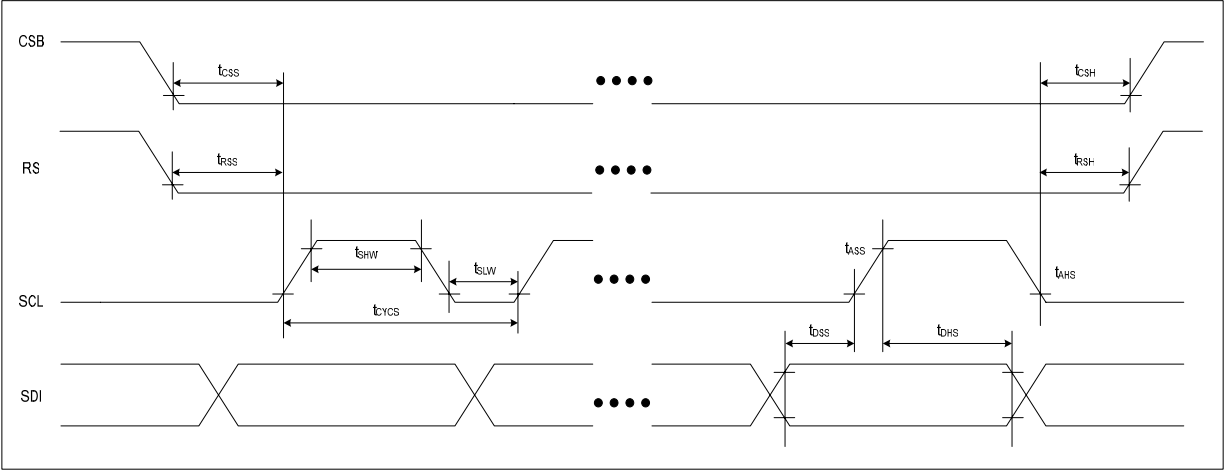 CSB
tCSS
tCSH
RS
tRSS
tRSH
SCL
tSHW
tSLW
tCYCS
tASS
tAHS
SDI
tDSS
tDHS